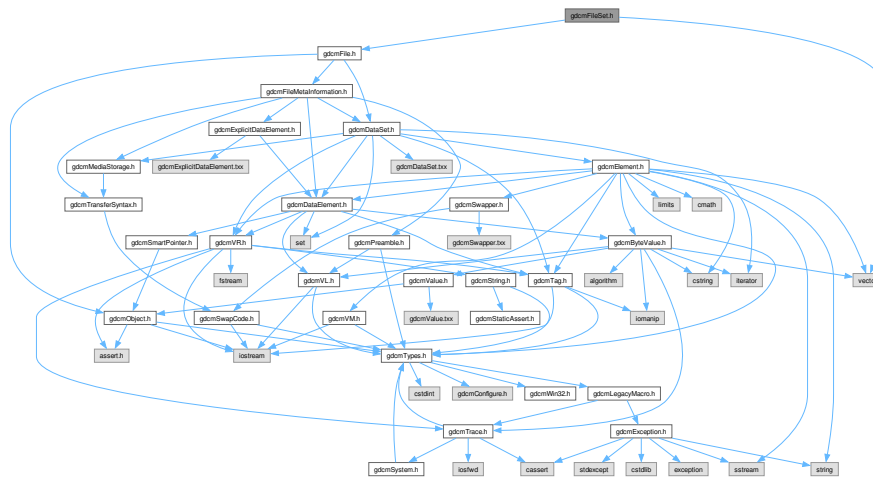 gdcmFileSet.h
gdcmFile.h
gdcmFileMetaInformation.h
gdcmExplicitDataElement.h
gdcmDataSet.h
gdcmMediaStorage.h
gdcmExplicitDataElement.txx
gdcmDataSet.txx
gdcmElement.h
gdcmTransferSyntax.h
gdcmDataElement.h
gdcmSwapper.h
limits
cmath
gdcmSmartPointer.h
gdcmVR.h
set
gdcmPreamble.h
gdcmSwapper.txx
gdcmByteValue.h
fstream
gdcmVL.h
gdcmValue.h
gdcmString.h
gdcmTag.h
algorithm
cstring
iterator
vector
gdcmObject.h
gdcmSwapCode.h
gdcmVM.h
gdcmValue.txx
gdcmStaticAssert.h
iomanip
assert.h
iostream
gdcmTypes.h
cstdint
gdcmConfigure.h
gdcmWin32.h
gdcmLegacyMacro.h
gdcmTrace.h
gdcmException.h
gdcmSystem.h
iosfwd
cassert
stdexcept
cstdlib
exception
sstream
string